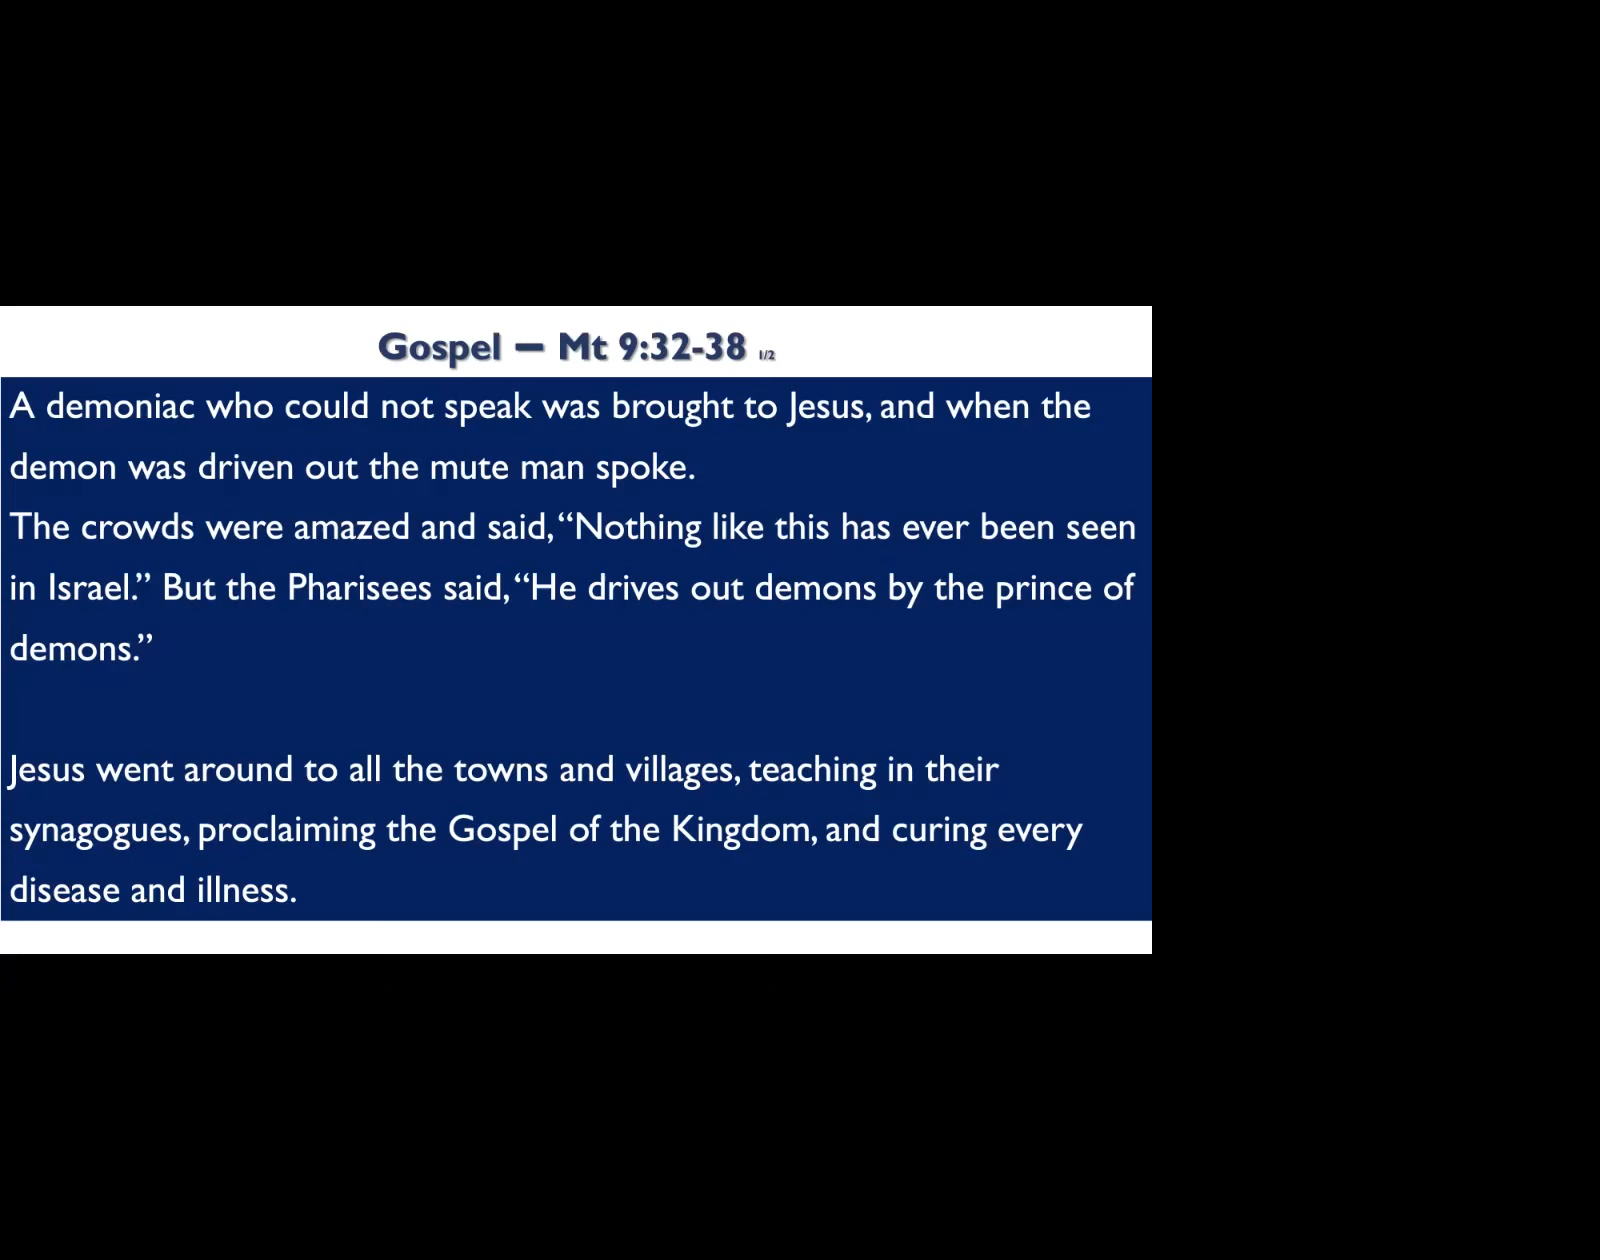 Gospel – Mt 9:32-38 1/2
A demoniac who could not speak was brought to Jesus, and when the
demon was driven out the mute man spoke.
The crowds were amazed and said, “Nothing like this has ever been seen
in Israel.” But the Pharisees said, “He drives out demons by the prince of
demons.”
Jesus went around to all the towns and villages, teaching in their
synagogues, proclaiming the Gospel of the Kingdom, and curing every
disease and illness.